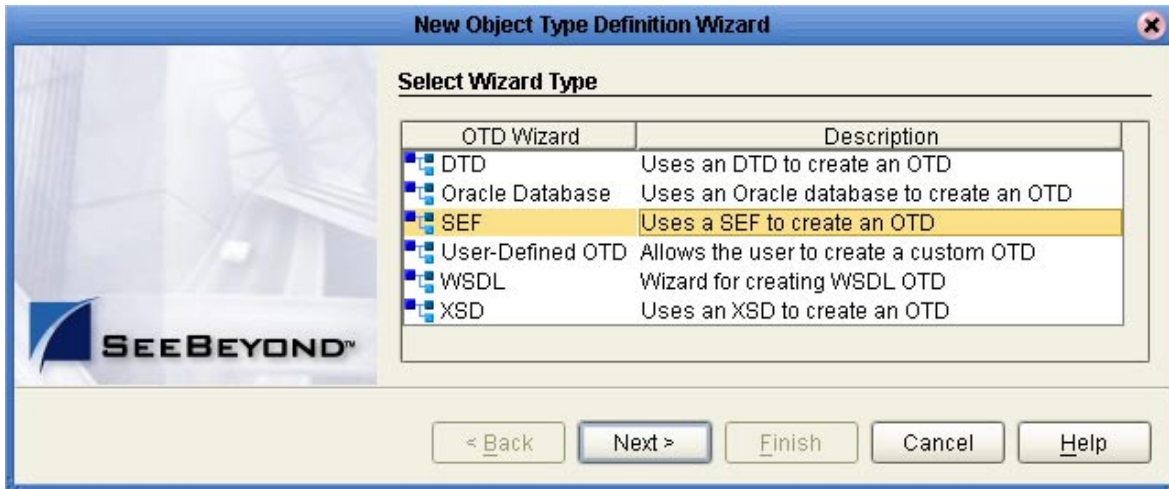 New Object Type Definition Wizard
Select Wizard Type
OTD Wizard Description
DTD Uses an DTD to create an OTD
Oracle Database Uses an Oracle database to create an OTD
SEF Uses a SEF to create an OTD
User-Defined OTD Allows the user to create a custom OTD
WSDL Wizard for creating WSDL OTD
XSD Uses an XSD to create an OTD
SEEBEYOND™
< Back Next > Finish Cancel Help